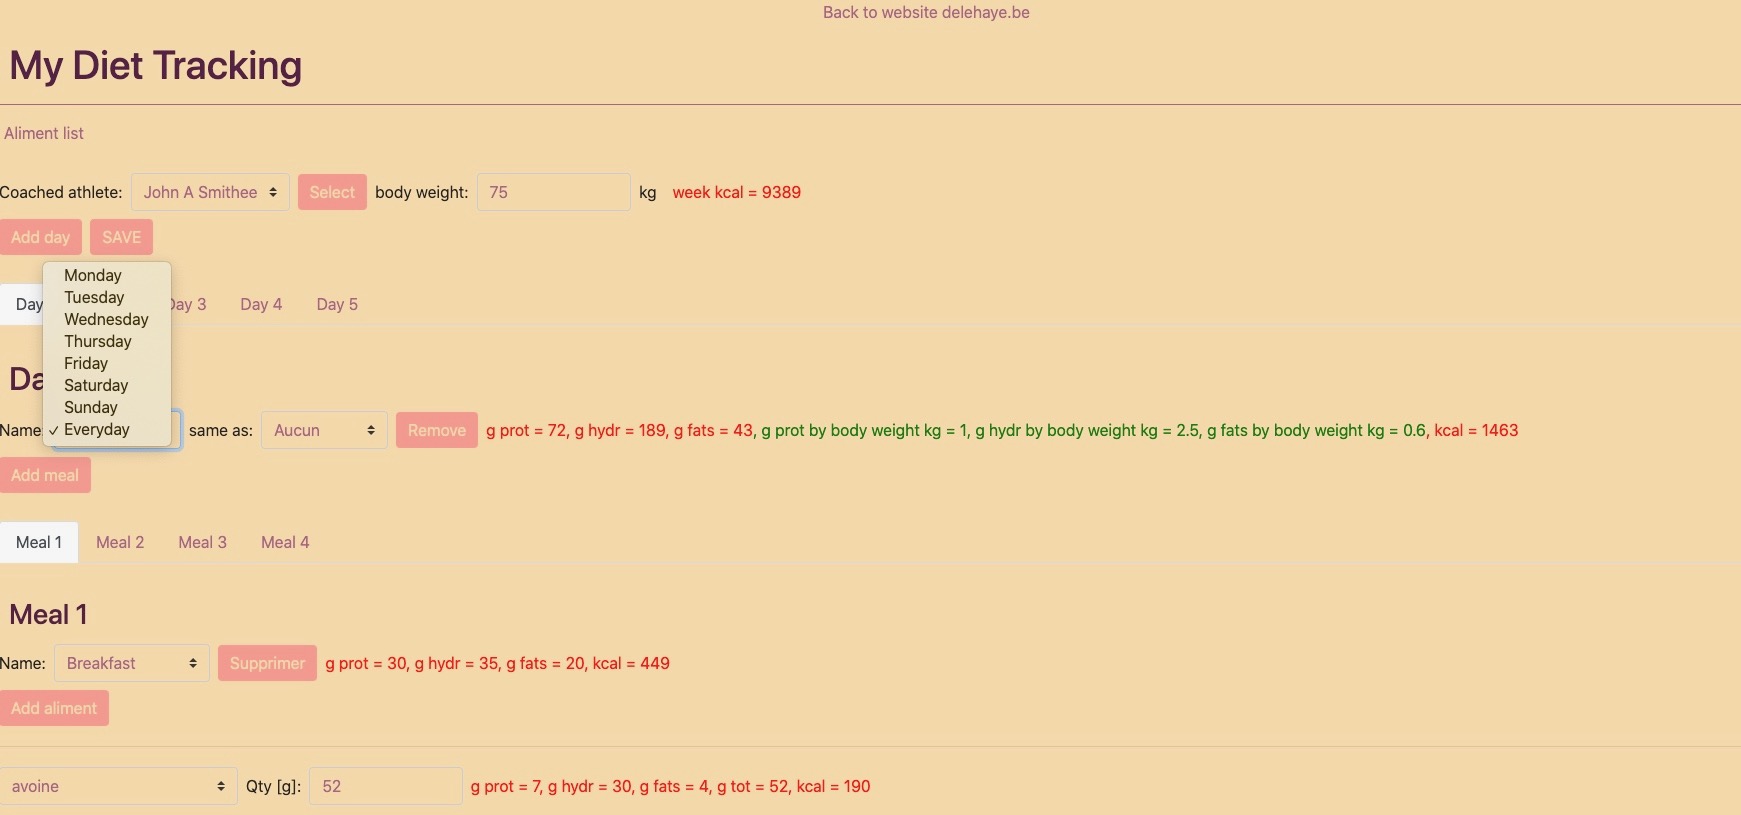 Back to website delehaye.be
My Diet Tracking
Aliment list
Coached athlete: John A Smithee Select body weight: 75 kg week kcal = 9389
Add day SAVE
Monday
Tuesday
Wednesday
Thursday
Friday
Saturday
Sunday
✓ Everyday
Day Day 3 Day 4 Day 5
Da
Name: same as: Aucun Remove g prot = 72, g hydr = 189, g fats = 43, g prot by body weight kg = 1, g hydr by body weight kg = 2.5, g fats by body weight kg = 0.6, kcal = 1463
Add meal
Meal 1 Meal 2 Meal 3 Meal 4
Meal 1
Name: Breakfast Supprimer g prot = 30, g hydr = 35, g fats = 20, kcal = 449
Add aliment
avoine Qty [g]: 52 g prot = 7, g hydr = 30, g fats = 4, g tot = 52, kcal = 190